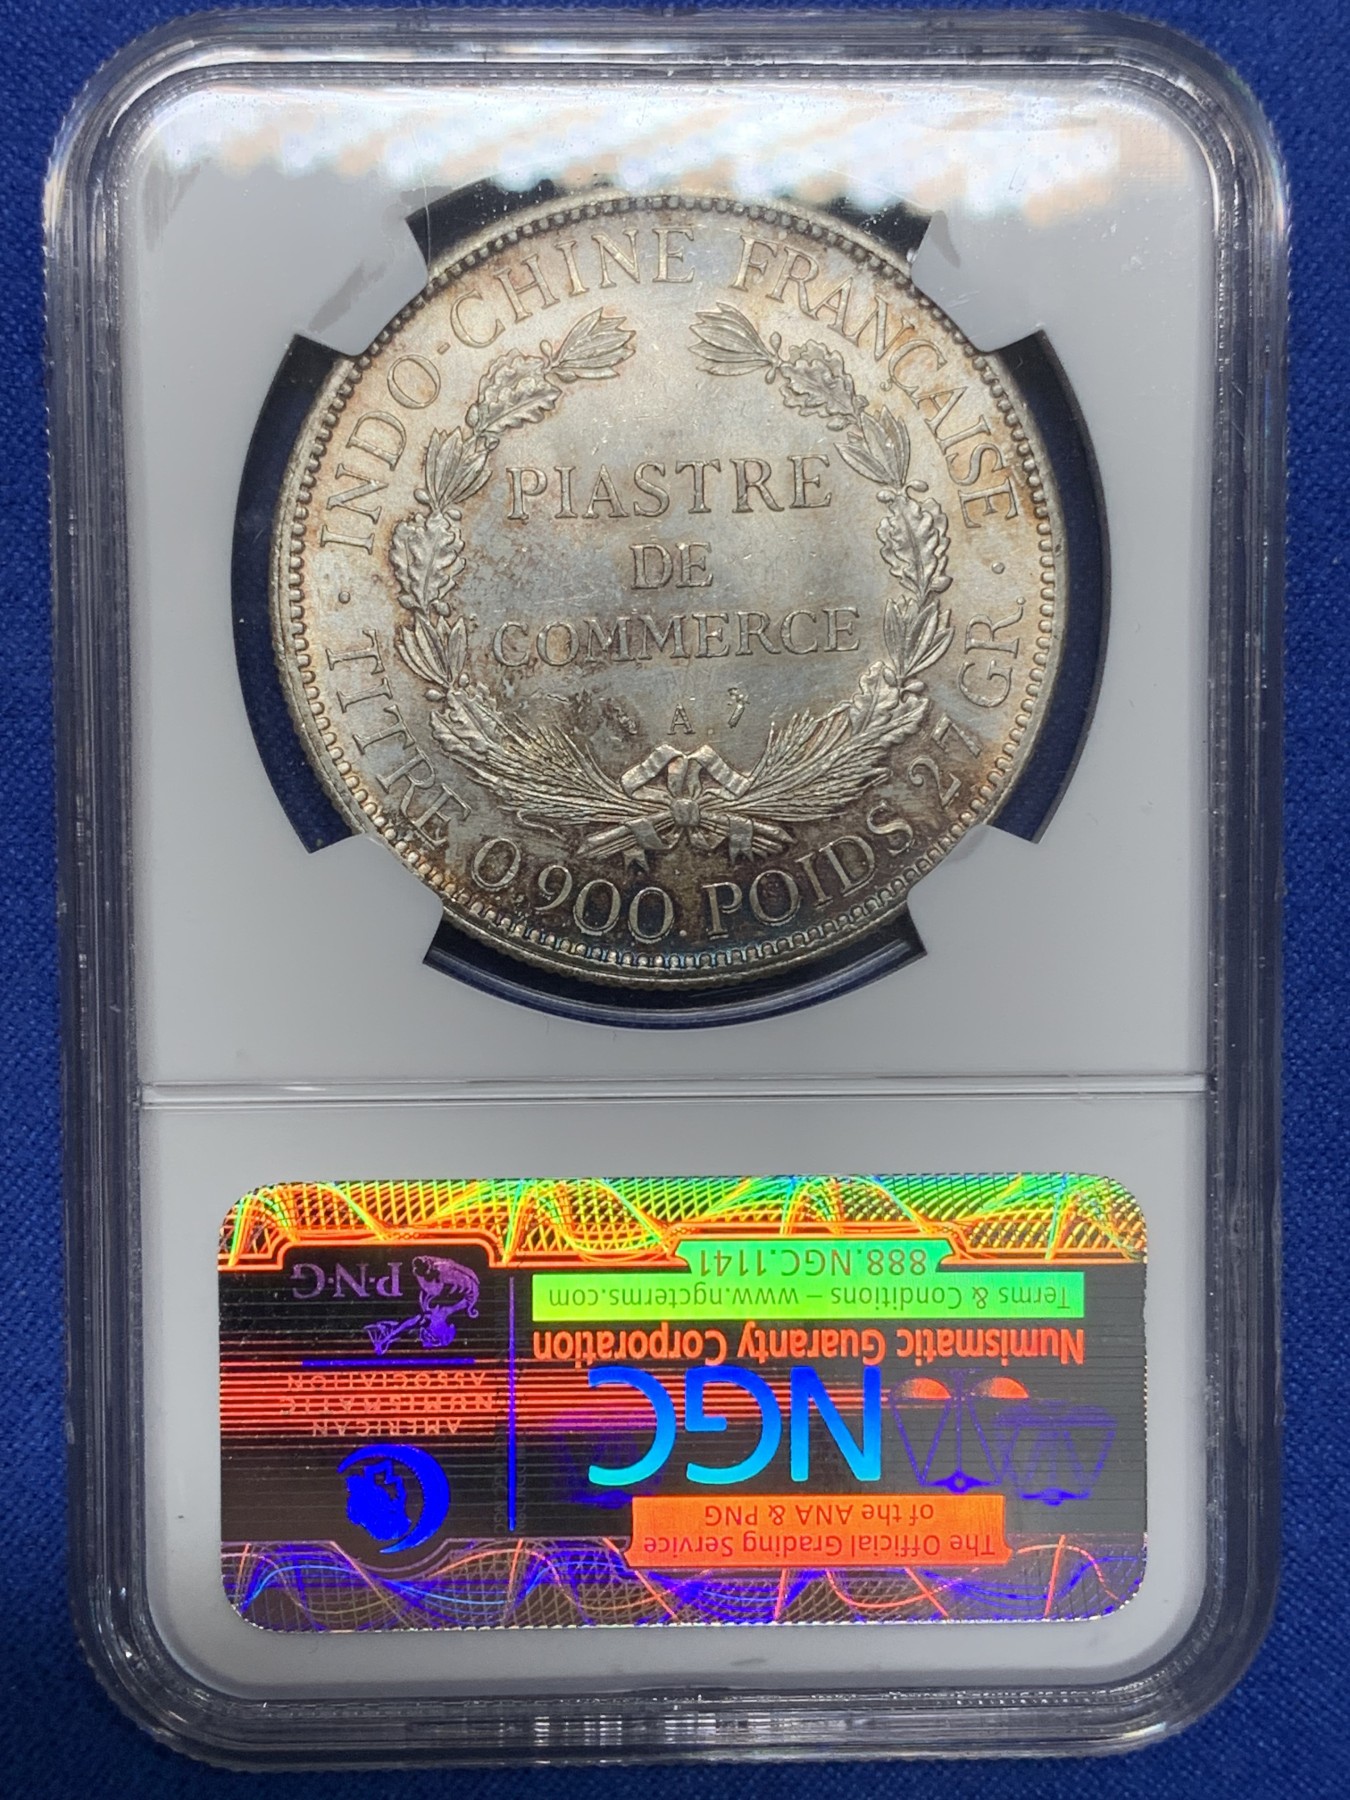 INDO-CHINE FRANÇAISE
PIASTRE
DE
COMMERCE
A
· TITRE 0,900. POIDS 27 GR. ·
The Official Grading Service
of the ANA & PNG
NGC
Numismatic Guaranty Corporation
Terms & Conditions – www.ngcterms.com
888.NGC.1141
AMERICAN
NUMISMATIC
ASSOCIATION
P·N·G